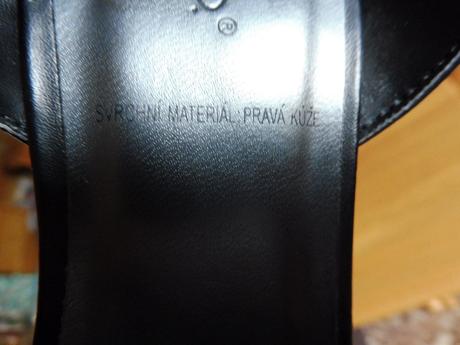 ®
SVRCHNÍ MATERIÁL: PRAVÁ KŮŽE